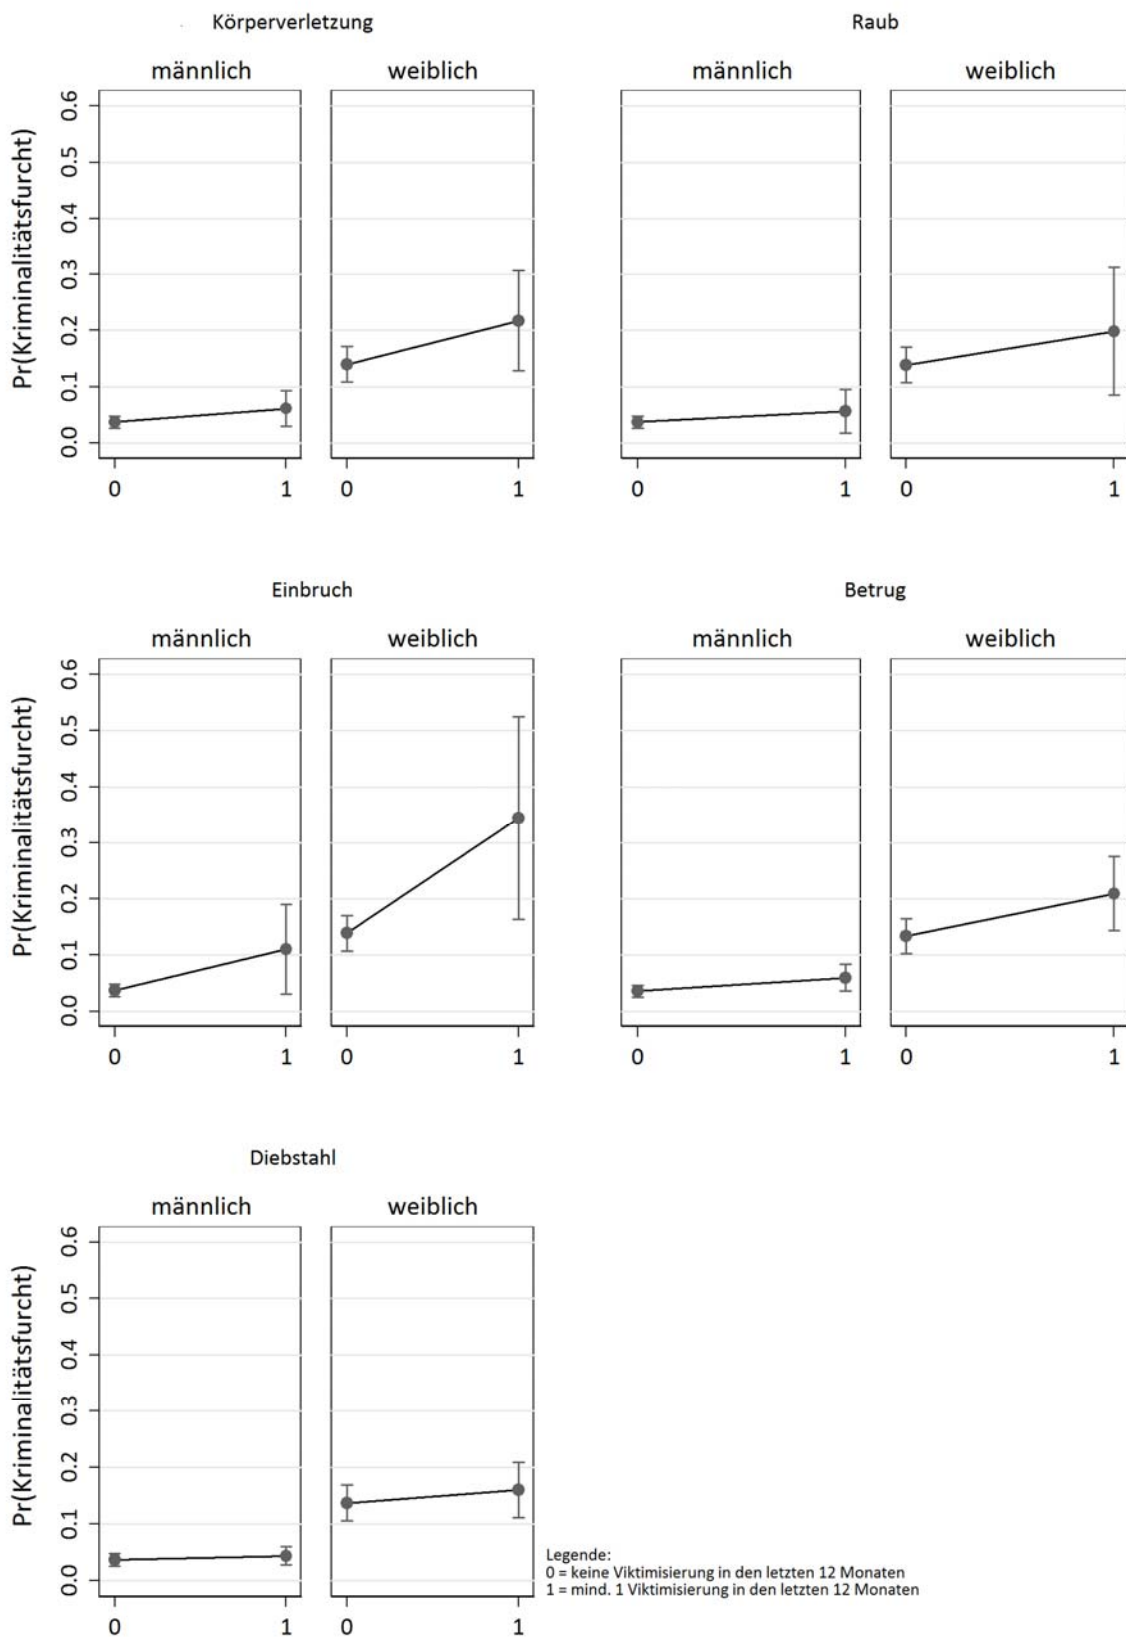 Körperverletzung
männlich weiblich
Pr(Kriminalitätsfurcht)
0.6
0.5
0.4
0.3
0.2
0.1
0.0
0 1 0 1
Raub
männlich weiblich
0 1 0 1
Einbruch
männlich weiblich
Pr(Kriminalitätsfurcht)
0.6
0.5
0.4
0.3
0.2
0.1
0.0
0 1 0 1
Betrug
männlich weiblich
0 1 0 1
Diebstahl
männlich weiblich
Pr(Kriminalitätsfurcht)
0.6
0.5
0.4
0.3
0.2
0.1
0.0
0 1 0 1
Legende:
0 = keine Viktimisierung in den letzten 12 Monaten
1 = mind. 1 Viktimisierung in den letzten 12 Monaten